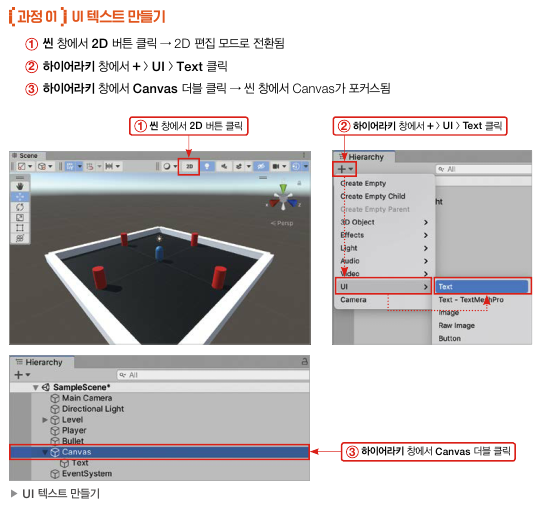 [과정 01] UI 텍스트 만들기
① 씬 창에서 2D 버튼 클릭 → 2D 편집 모드로 전환됨
② 하이어라키 창에서 + > UI > Text 클릭
③ 하이어라키 창에서 Canvas 더블 클릭 → 씬 창에서 Canvas가 포커스됨
① 씬 창에서 2D 버튼 클릭
② 하이어라키 창에서 + > UI > Text 클릭
Scene
2D
< Persp
Hierarchy
+
All
Create Empty
Create Empty Child
Create Empty Parent
3D Object
Effects
Light
Audio
Video
UI
Camera
ht
Text
Text - TextMeshPro
Image
Raw Image
Button
Hierarchy
+
All
SampleScene*
Main Camera
Directional Light
Level
Player
Bullet
Canvas
Text
EventSystem
③ 하이어라키 창에서 Canvas 더블 클릭
▶ UI 텍스트 만들기